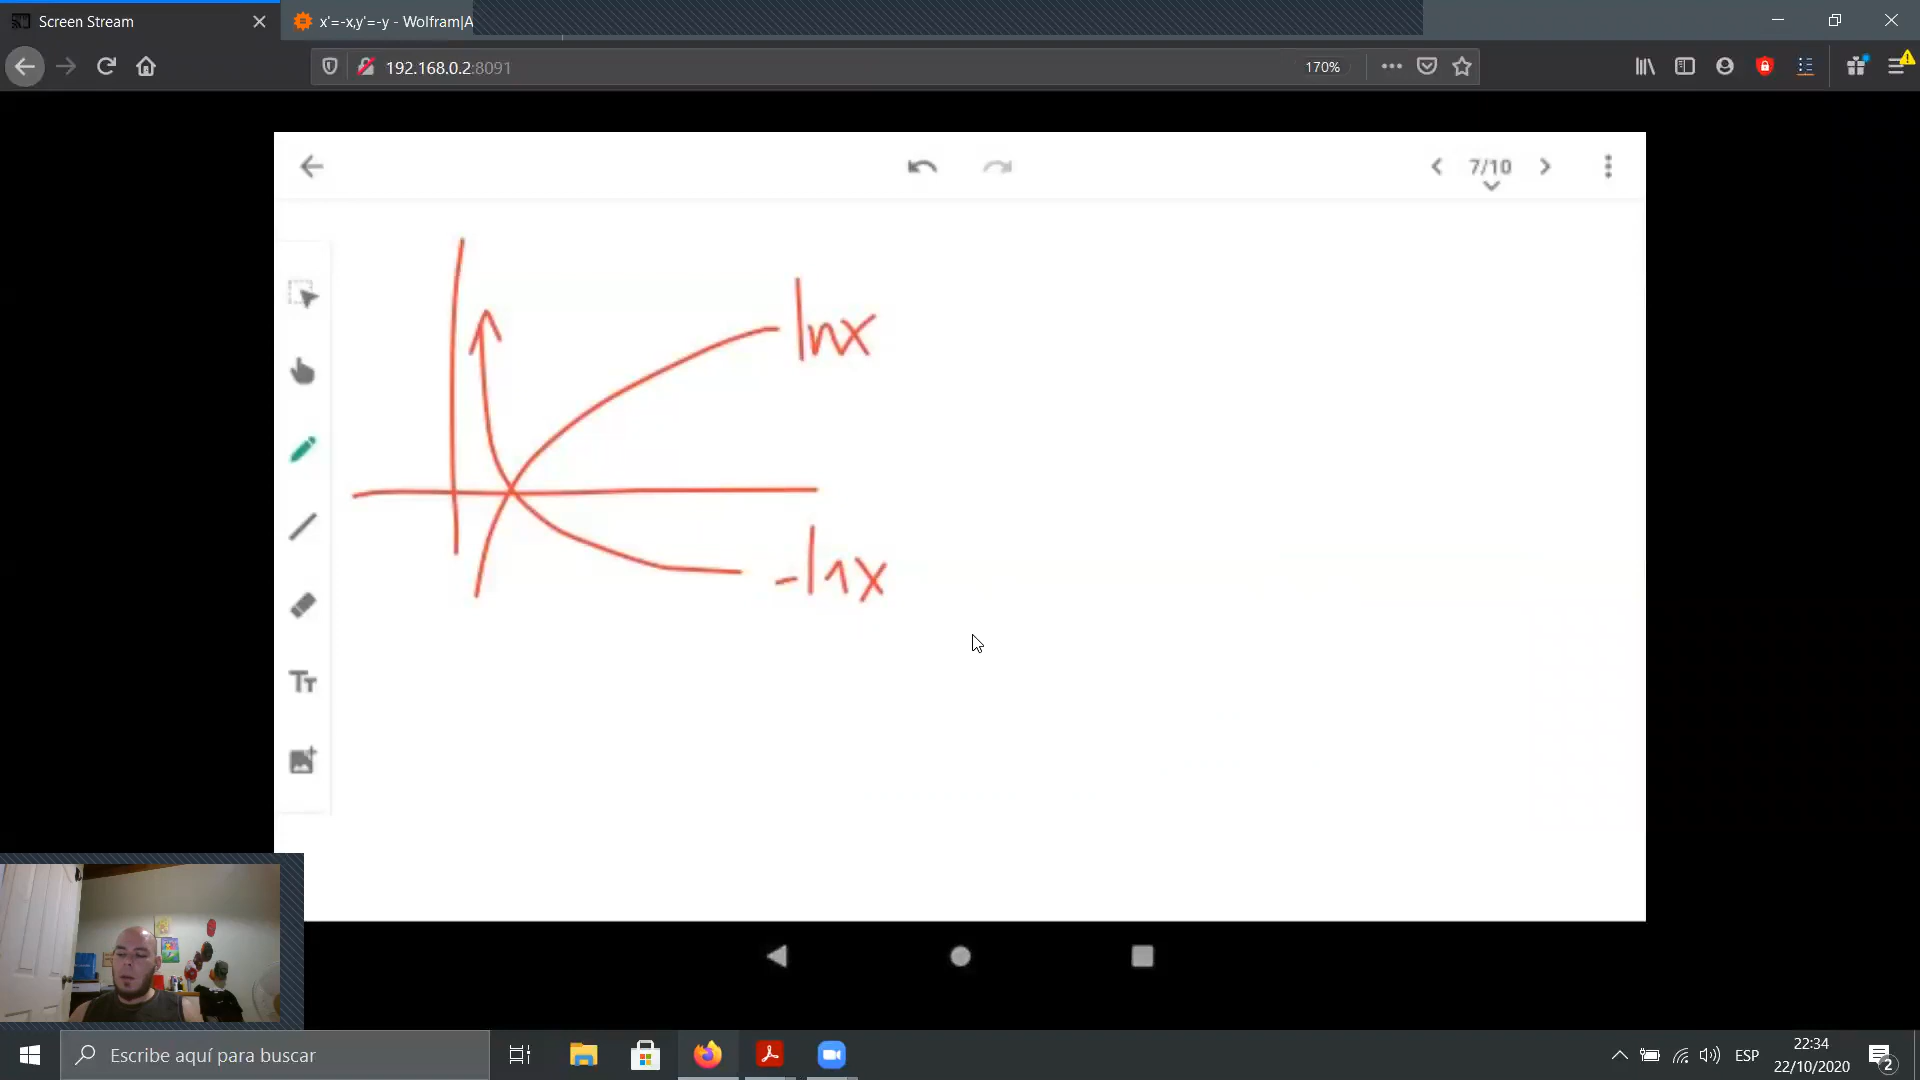 Screen Stream
x'=-x,y'=-y - Wolfram|A
192.168.0.2:8091
170%
7/10
lnx
-lnx
Escribe aquí para buscar
ESP
22:34
22/10/2020
2